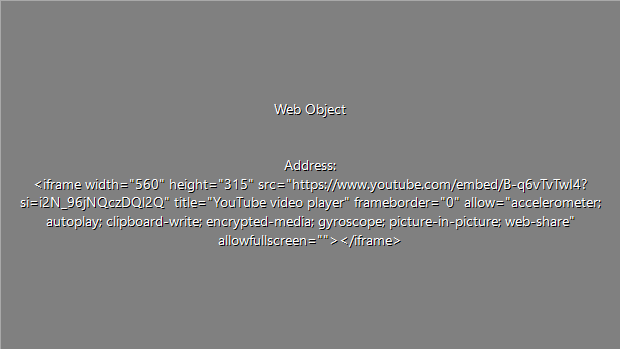 Web Object
Address:
<iframe width="560" height="315" src="https://www.youtube.com/embed/B-q6vTvTwI4?
si=i2N_96jNQczDQI2Q" title="YouTube video player" frameborder="0" allow="accelerometer;
autoplay; clipboard-write; encrypted-media; gyroscope; picture-in-picture; web-share"
allowfullscreen=""></iframe>